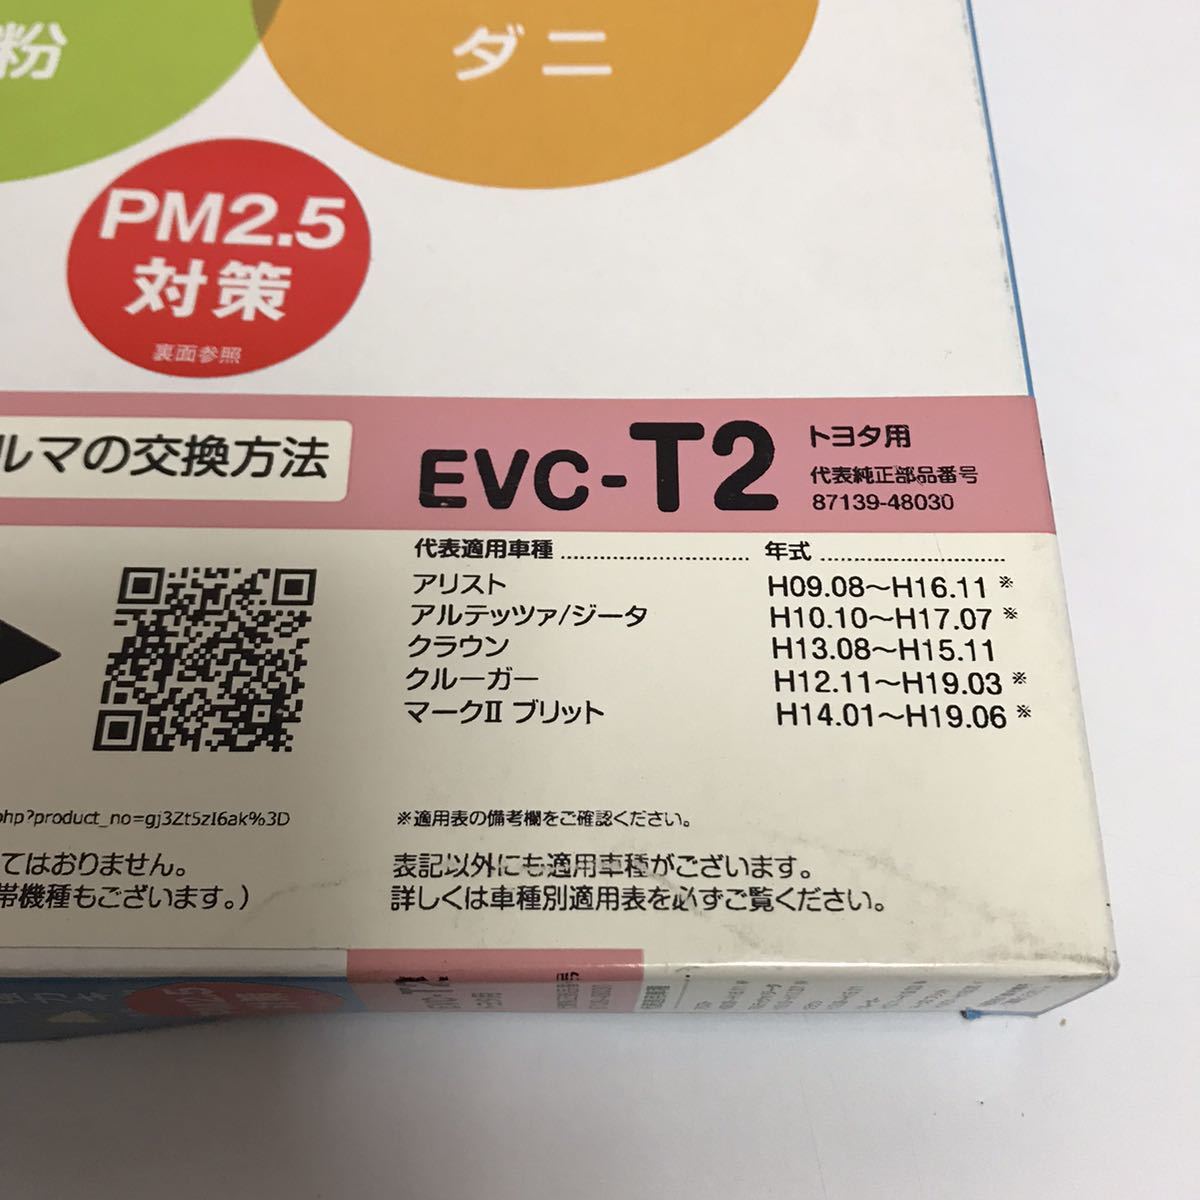 粉
ダニ
PM2.5
対策
裏面参照
ルマの交換方法
EVC-T2
トヨタ用
代表純正部品番号
87139-48030
代表適用車種 ........................... 年式 ...........................
アリスト H09.08〜H16.11 ※
アルテッツァ/ジータ H10.10〜H17.07 ※
クラウン H13.08〜H15.11
クルーガー H12.11〜H19.03 ※
マークⅡ ブリット H14.01〜H19.06 ※
php?product_no=gj3Zt5zI6ak%3D
※適用表の備考欄をご確認ください。
てはおりません。
帯機種もございます。)
表記以外にも適用車種がございます。
詳しくは車種別適用表を必ずご覧ください。
EVC-T2
トヨタ用